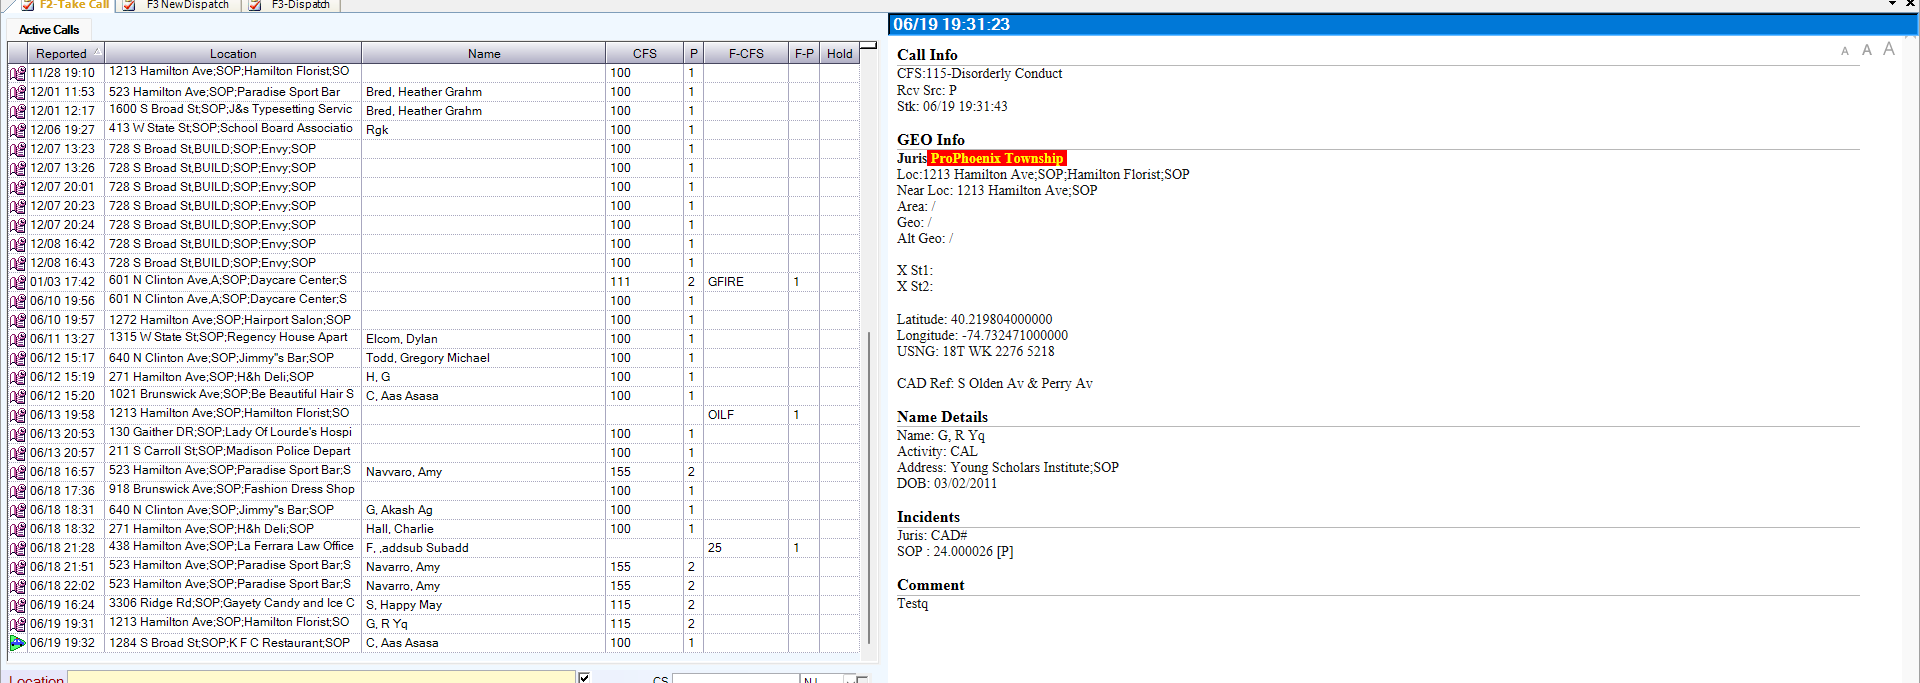 F2-Take Call F3 NewDispatch F3-Dispatch
Active Calls
Reported Location Name CFS P F-CFS F-P Hold
11/28 19:10 1213 Hamilton Ave;SOP;Hamilton Florist;SO 100 1
12/01 11:53 523 Hamilton Ave;SOP;Paradise Sport Bar Bred, Heather Grahm 100 1
12/01 12:17 1600 S Broad St;SOP;J&s Typesetting Servic Bred, Heather Grahm 100 1
12/06 19:27 413 W State St;SOP;School Board Associatio Rgk 100 1
12/07 13:23 728 S Broad St,BUILD;SOP;Envy;SOP 100 1
12/07 13:26 728 S Broad St,BUILD;SOP;Envy;SOP 100 1
12/07 20:01 728 S Broad St,BUILD;SOP;Envy;SOP 100 1
12/07 20:23 728 S Broad St,BUILD;SOP;Envy;SOP 100 1
12/07 20:24 728 S Broad St,BUILD;SOP;Envy;SOP 100 1
12/08 16:42 728 S Broad St,BUILD;SOP;Envy;SOP 100 1
12/08 16:43 728 S Broad St,BUILD;SOP;Envy;SOP 100 1
01/03 17:42 601 N Clinton Ave,A;SOP;Daycare Center;S 111 2 GFIRE 1
06/10 19:56 601 N Clinton Ave,A;SOP;Daycare Center;S 100 1
06/10 19:57 1272 Hamilton Ave;SOP;Hairport Salon;SOP 100 1
06/11 13:27 1315 W State St;SOP;Regency House Apart Elcom, Dylan 100 1
06/12 15:17 640 N Clinton Ave;SOP;Jimmy"s Bar;SOP Todd, Gregory Michael 100 1
06/12 15:19 271 Hamilton Ave;SOP;H&h Deli;SOP H, G 100 1
06/12 15:20 1021 Brunswick Ave;SOP;Be Beautiful Hair S C, Aas Asasa 100 1
06/13 19:58 1213 Hamilton Ave;SOP;Hamilton Florist;SO OILF 1
06/13 20:53 130 Gaither DR;SOP;Lady Of Lourde's Hospi 100 1
06/13 20:57 211 S Carroll St;SOP;Madison Police Depart 100 1
06/18 16:57 523 Hamilton Ave;SOP;Paradise Sport Bar;S Navvaro, Amy 155 2
06/18 17:36 918 Brunswick Ave;SOP;Fashion Dress Shop 100 1
06/18 18:31 640 N Clinton Ave;SOP;Jimmy"s Bar;SOP G, Akash Ag 100 1
06/18 18:32 271 Hamilton Ave;SOP;H&h Deli;SOP Hall, Charlie 100 1
06/18 21:28 438 Hamilton Ave;SOP;La Ferrara Law Office F, ,addsub Subadd 25 1
06/18 21:51 523 Hamilton Ave;SOP;Paradise Sport Bar;S Navarro, Amy 155 2
06/18 22:02 523 Hamilton Ave;SOP;Paradise Sport Bar;S Navarro, Amy 155 2
06/19 16:24 3306 Ridge Rd;SOP;Gayety Candy and Ice C S, Happy May 115 2
06/19 19:31 1213 Hamilton Ave;SOP;Hamilton Florist;SO G, R Yq 115 2
06/19 19:32 1284 S Broad St;SOP;K F C Restaurant;SOP C, Aas Asasa 100 1
Location CS NJ
06/19 19:31:23
A A A
Call Info
CFS:115-Disorderly Conduct
Rcv Src: P
Stk: 06/19 19:31:43
GEO Info
Juris ProPhoenix Township
Loc:1213 Hamilton Ave;SOP;Hamilton Florist;SOP
Near Loc: 1213 Hamilton Ave;SOP
Area: /
Geo: /
Alt Geo: /
X St1:
X St2:
Latitude: 40.219804000000
Longitude: -74.732471000000
USNG: 18T WK 2276 5218
CAD Ref: S Olden Av & Perry Av
Name Details
Name: G, R Yq
Activity: CAL
Address: Young Scholars Institute;SOP
DOB: 03/02/2011
Incidents
Juris: CAD#
SOP : 24.000026 [P]
Comment
Testq